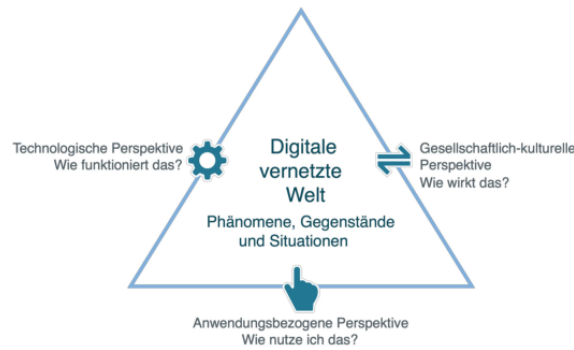 Technologische Perspektive
Wie funktioniert das?
Digitale
vernetzte
Welt
Phänomene, Gegenstände
und Situationen
Gesellschaftlich-kulturelle
Perspektive
Wie wirkt das?
Anwendungsbezogene Perspektive
Wie nutze ich das?